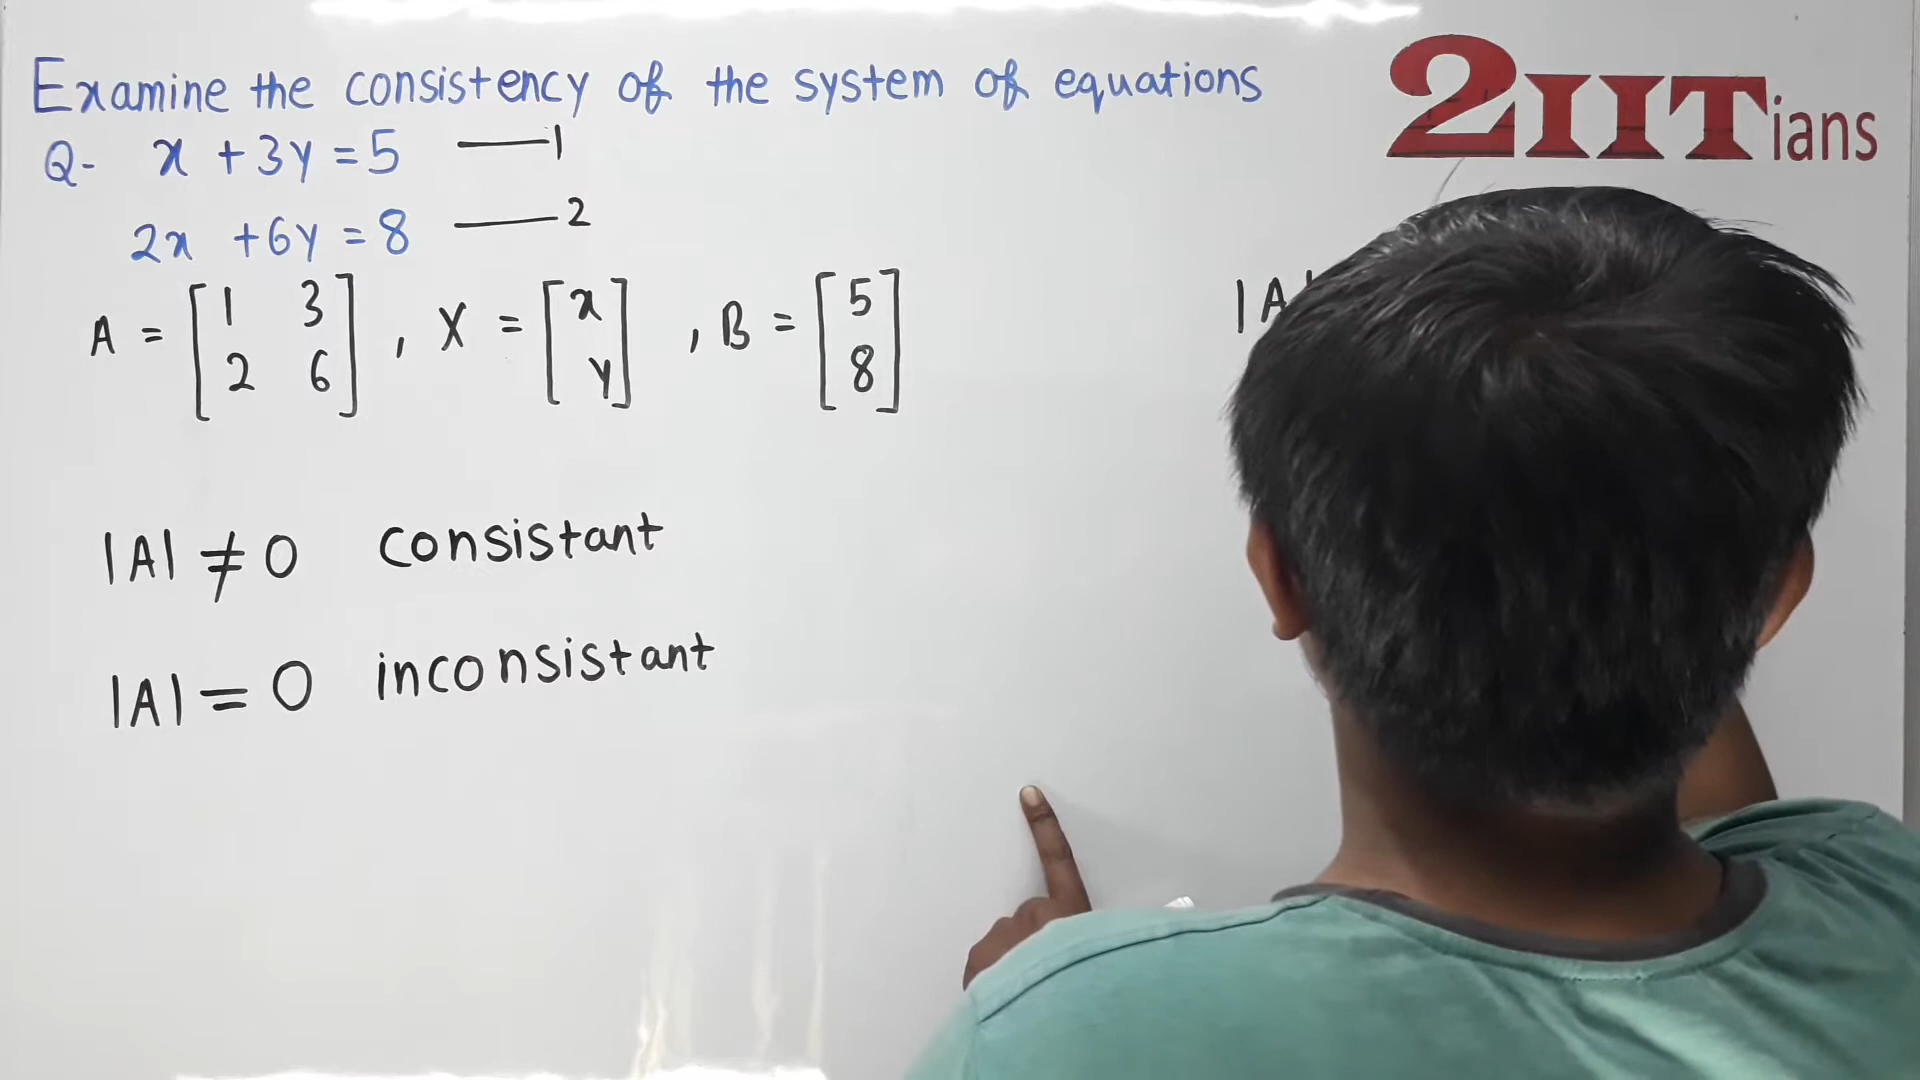 Examine the consistency of the system of equations
2IITians
Q- x + 3y = 5 ——1
2x + 6y = 8 ——2
A = [1 3
2 6] , X = [x
y] , B = [5
8]
|A|
|A| ≠ 0 consistant
|A| = 0 inconsistant